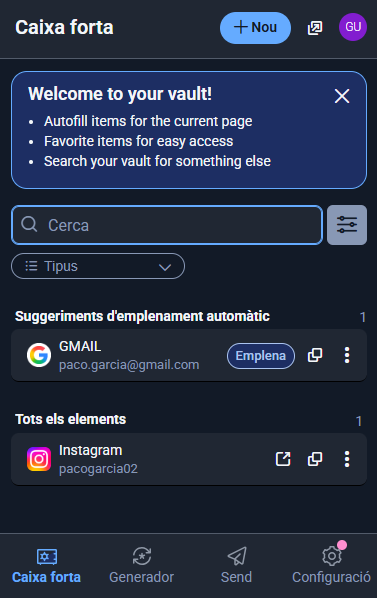 Caixa forta
Nou
GU
Welcome to your vault!
• Autofill items for the current page
• Favorite items for easy access
• Search your vault for something else
Cerca
Tipus
Suggeriments d'emplenament automàtic 1
GMAIL
paco.garcia@gmail.com
Emplena
Tots els elements 1
Instagram
pacogarcia02
Caixa forta
Generador
Send
Configuració